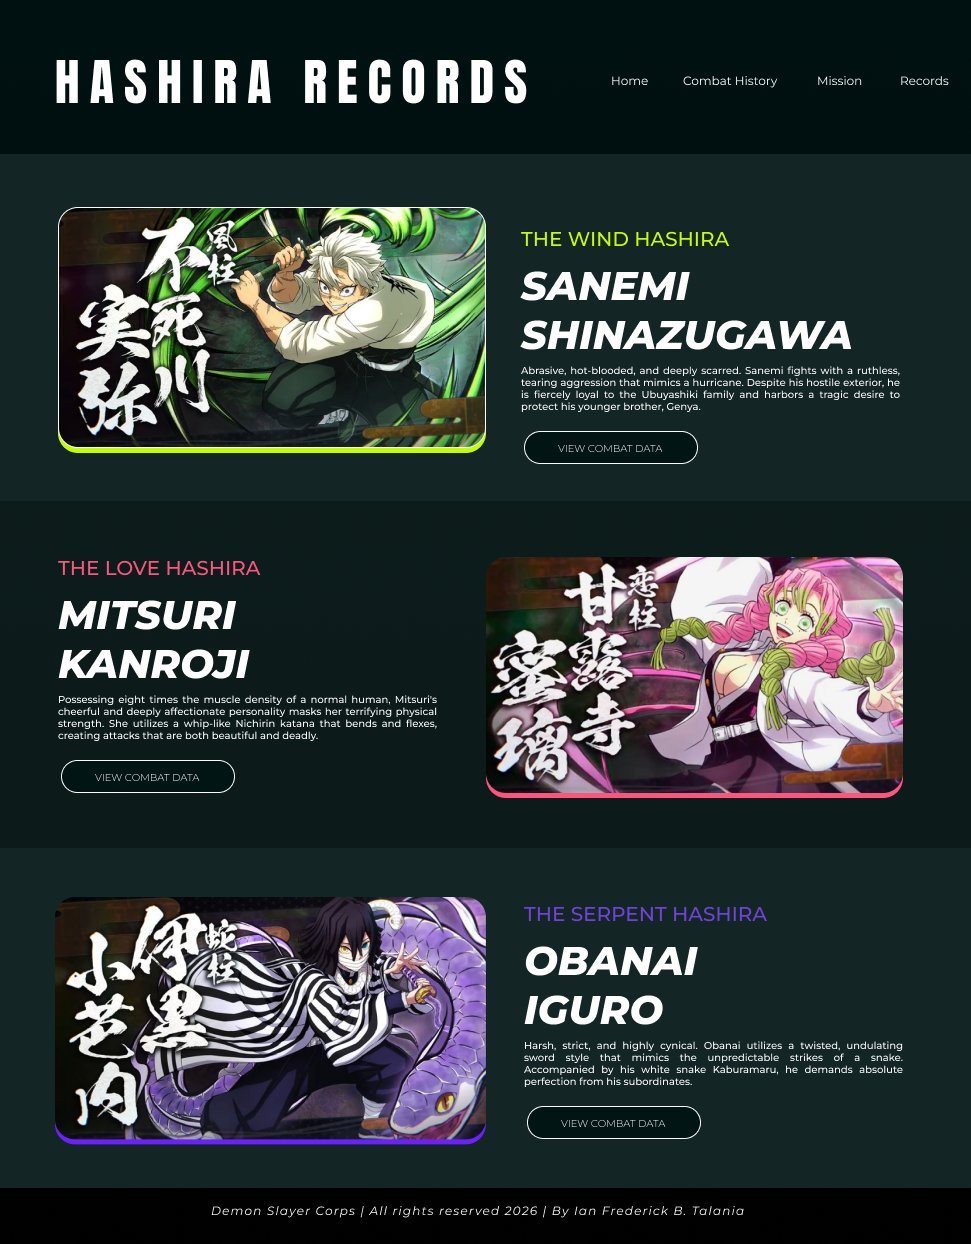 HASHIRA RECORDS
Home Combat History Mission Records
風柱
不死川
実弥
THE WIND HASHIRA
SANEMI
SHINAZUGAWA
Abrasive, hot-blooded, and deeply scarred. Sanemi fights with a ruthless,
tearing aggression that mimics a hurricane. Despite his hostile exterior, he
is fiercely loyal to the Ubuyashiki family and harbors a tragic desire to
protect his younger brother, Genya.
VIEW COMBAT DATA
THE LOVE HASHIRA
MITSURI
KANROJI
Possessing eight times the muscle density of a normal human, Mitsuri's
cheerful and deeply affectionate personality masks her terrifying physical
strength. She utilizes a whip-like Nichirin katana that bends and flexes,
creating attacks that are both beautiful and deadly.
VIEW COMBAT DATA
恋柱
甘露寺
蜜璃
蛇柱
伊黒
小芭内
THE SERPENT HASHIRA
OBANAI
IGURO
Harsh, strict, and highly cynical. Obanai utilizes a twisted, undulating
sword style that mimics the unpredictable strikes of a snake.
Accompanied by his white snake Kaburamaru, he demands absolute
perfection from his subordinates.
VIEW COMBAT DATA
Demon Slayer Corps | All rights reserved 2026 | By Ian Frederick B. Talania